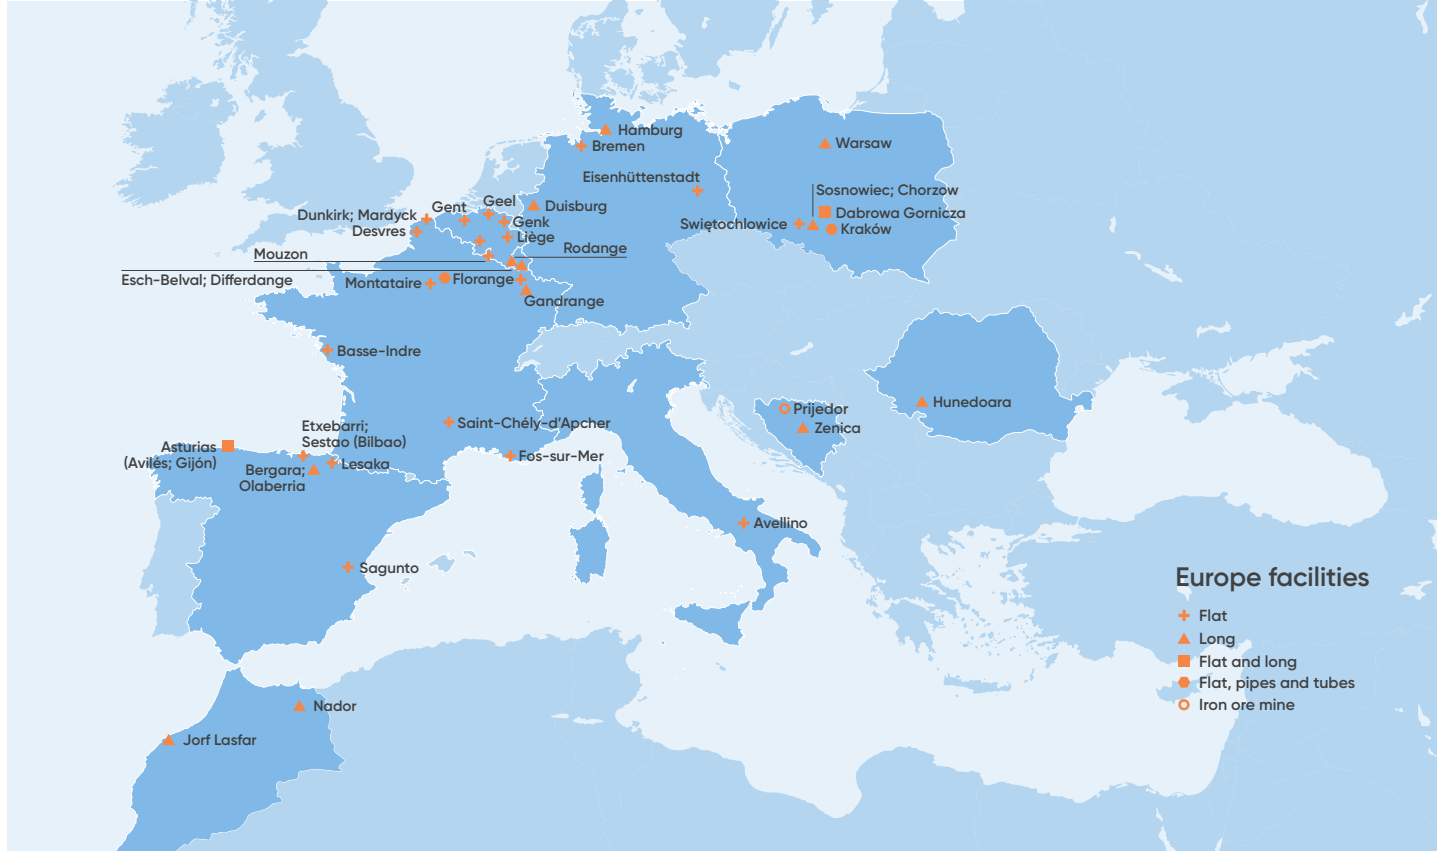 Hamburg
Bremen
Warsaw
Eisenhüttenstadt
Sosnowiec; Chorzow
Geel
Gent
Duisburg
Dunkirk; Mardyck
Genk
Dabrowa Gornicza
Desvres
Liège
Swiętochlowice
Kraków
Mouzon
Rodange
Esch-Belval; Differdange
Montataire
Florange
Gandrange
Basse-Indre
Hunedoara
Prijedor
Zenica
Saint-Chély-d'Apcher
Etxebarri;
Sestao (Bilbao)
Asturias
(Avilés; Gijón)
Fos-sur-Mer
Lesaka
Bergara;
Olaberria
Avellino
Sagunto
Europe facilities
Flat
Long
Flat and long
Flat, pipes and tubes
Iron ore mine
Nador
Jorf Lasfar